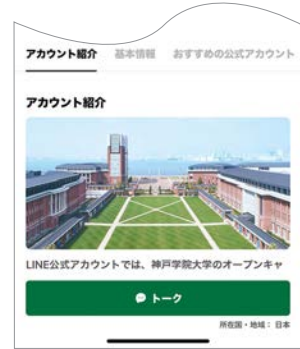 アカウント紹介 基本情報 おすすめの公式アカウント
アカウント紹介
LINE公式アカウントでは、神戸学院大学のオープンキャ
トーク
所在国・地域： 日本